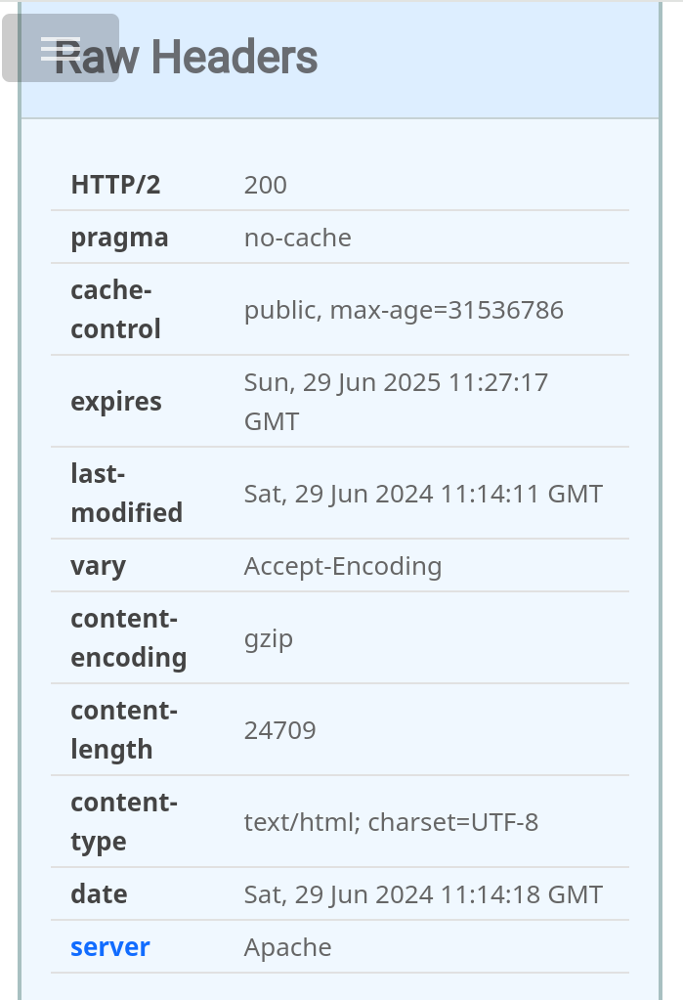 Raw Headers
HTTP/2 200
pragma no-cache
cache-
control public, max-age=31536786
expires Sun, 29 Jun 2025 11:27:17
GMT
last-
modified Sat, 29 Jun 2024 11:14:11 GMT
vary Accept-Encoding
content-
encoding gzip
content-
length 24709
content-
type text/html; charset=UTF-8
date Sat, 29 Jun 2024 11:14:18 GMT
server Apache